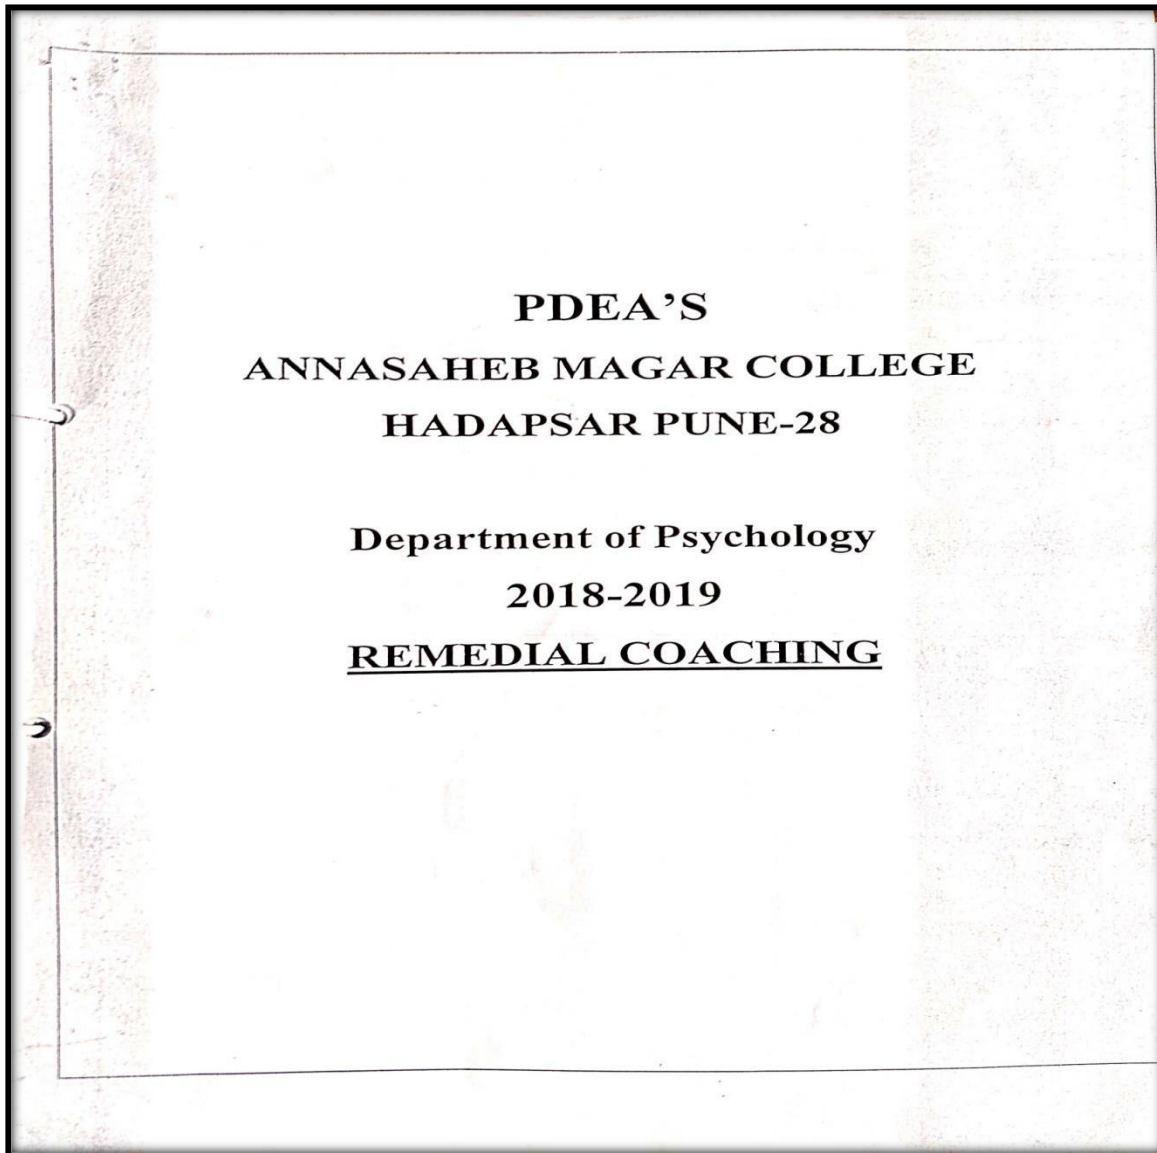 PDEA'S
ANNASAHEB MAGAR COLLEGE
HADAPSAR PUNE-28
Department of Psychology
2018-2019
REMEDIAL COACHING